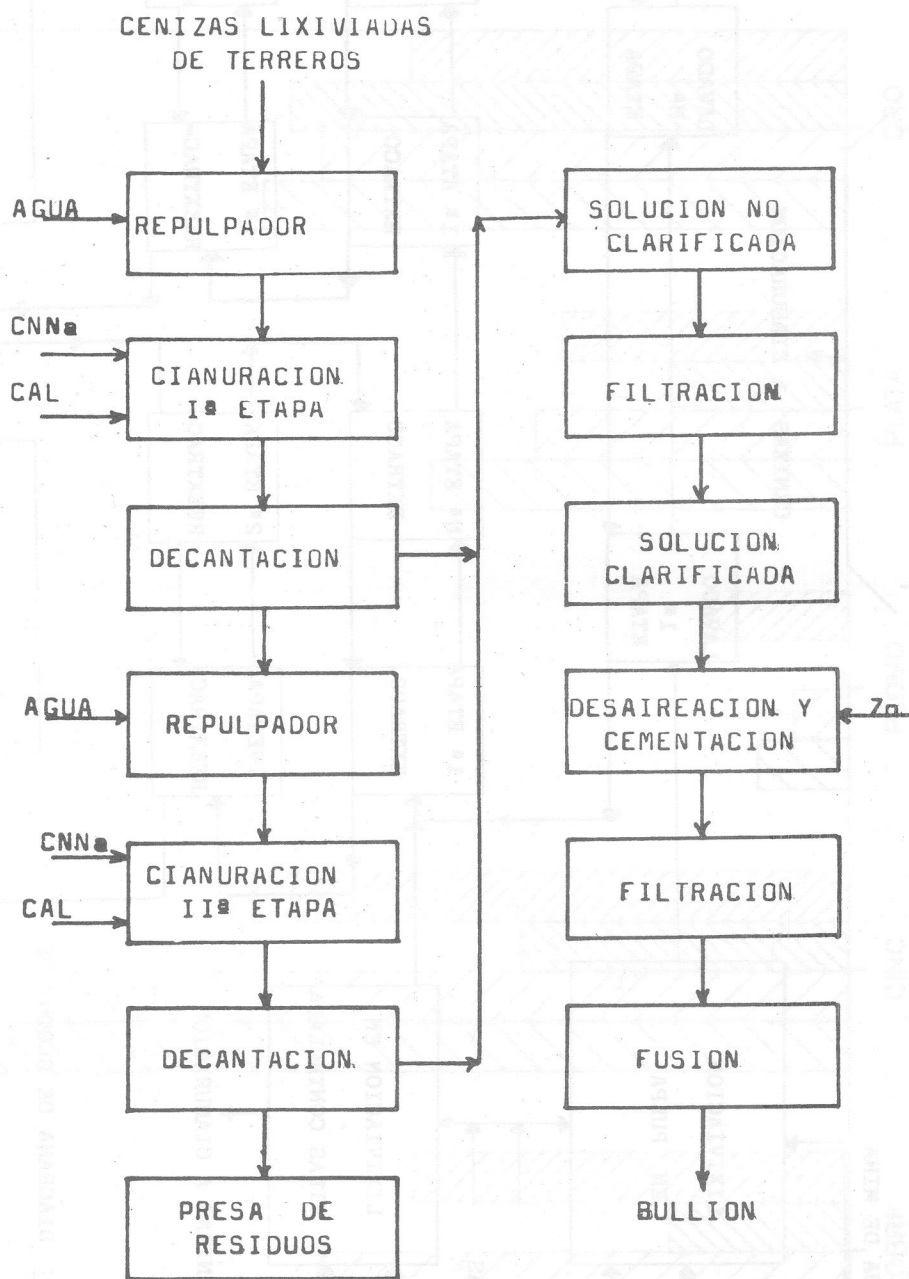 CENIZAS LIXIVIADAS
DE TERREROS
AGUA
REPULPADOR
CNNa
CAL
CIANURACION
Iª ETAPA
DECANTACION
AGUA
REPULPADOR
CNNa
CAL
CIANURACION
IIª ETAPA
DECANTACION
PRESA DE
RESIDUOS
SOLUCION NO
CLARIFICADA
FILTRACION
SOLUCION
CLARIFICADA
DESAIREACION Y
CEMENTACION
Zn
FILTRACION
FUSION
BULLION